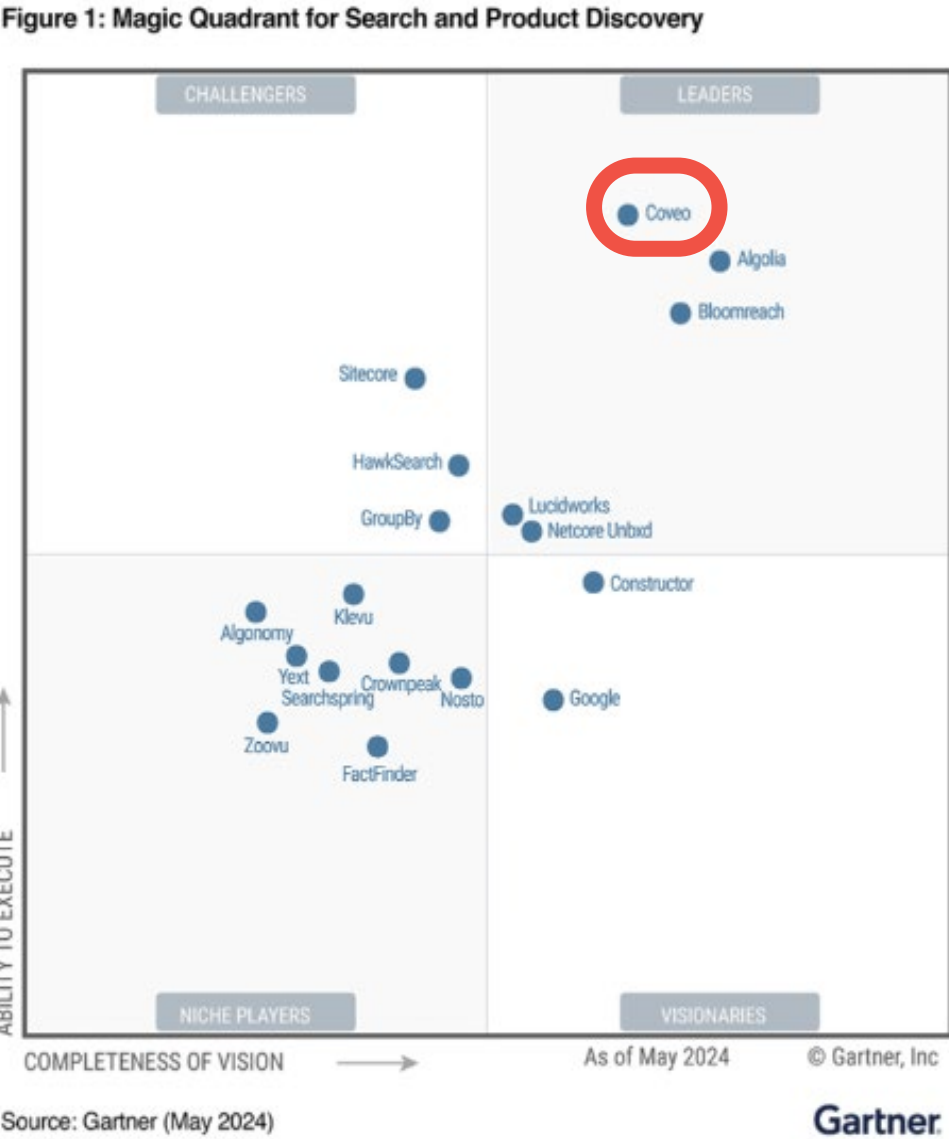 Figure 1: Magic Quadrant for Search and Product Discovery
CHALLENGERS
LEADERS
Coveo
Algolia
Bloomreach
Sitecore
HawkSearch
GroupBy
Lucidworks
Netcore Unbxd
Constructor
Klevu
Algonomy
Yext
Crownpeak
Searchspring
Nosto
Google
Zoovu
FactFinder
ABILITY TO EXECUTE
NICHE PLAYERS
VISIONARIES
COMPLETENESS OF VISION
As of May 2024
© Gartner, Inc
Source: Gartner (May 2024)
Gartner